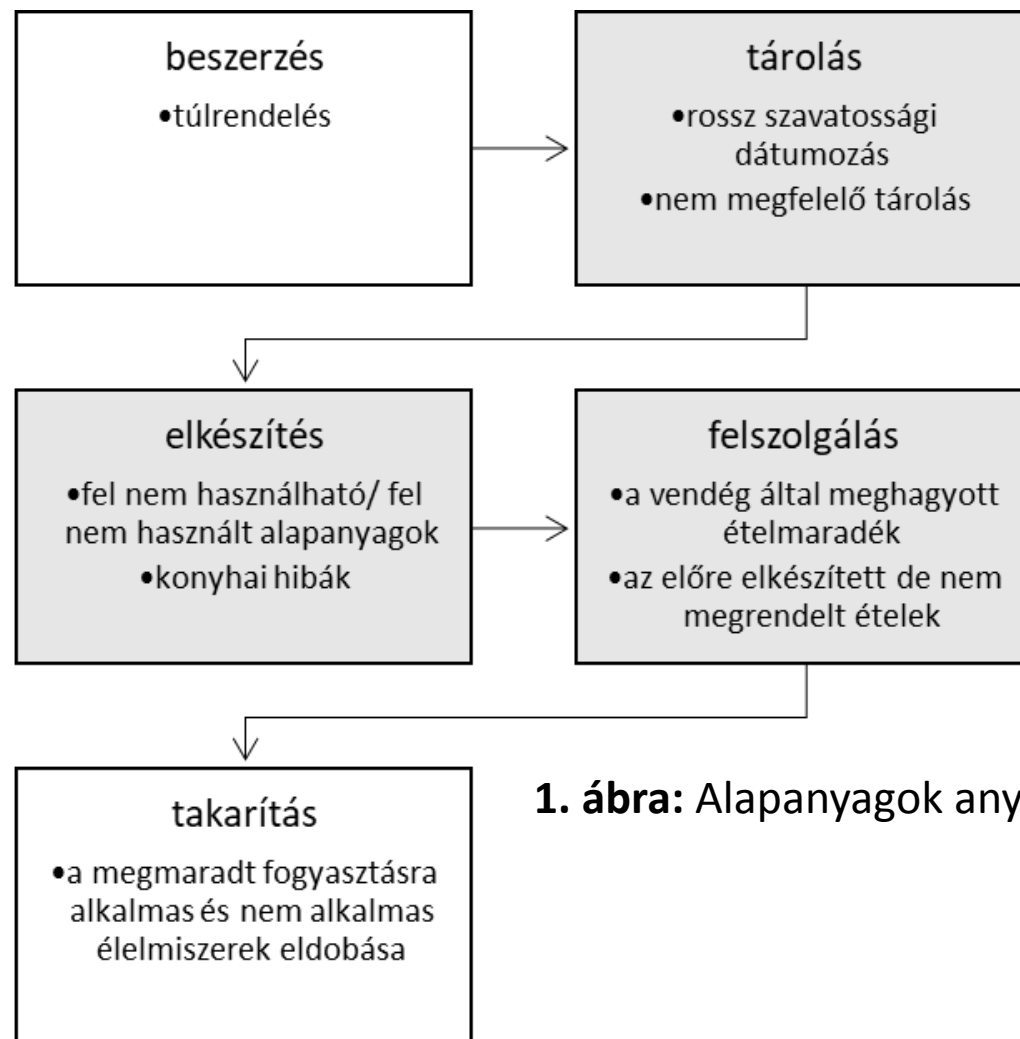 beszerzés
•túlrendelés
tárolás
•rossz szavatossági
dátumozás
•nem megfelelő tárolás
elkészítés
•fel nem használható/ fel
nem használt alapanyagok
•konyhai hibák
felszolgálás
•a vendég által meghagyott
ételmaradék
•az előre elkészített de nem
megrendelt ételek
takarítás
•a megmaradt fogyasztásra
alkalmas és nem alkalmas
élelmiszerek eldobása
1. ábra: Alapanyagok any